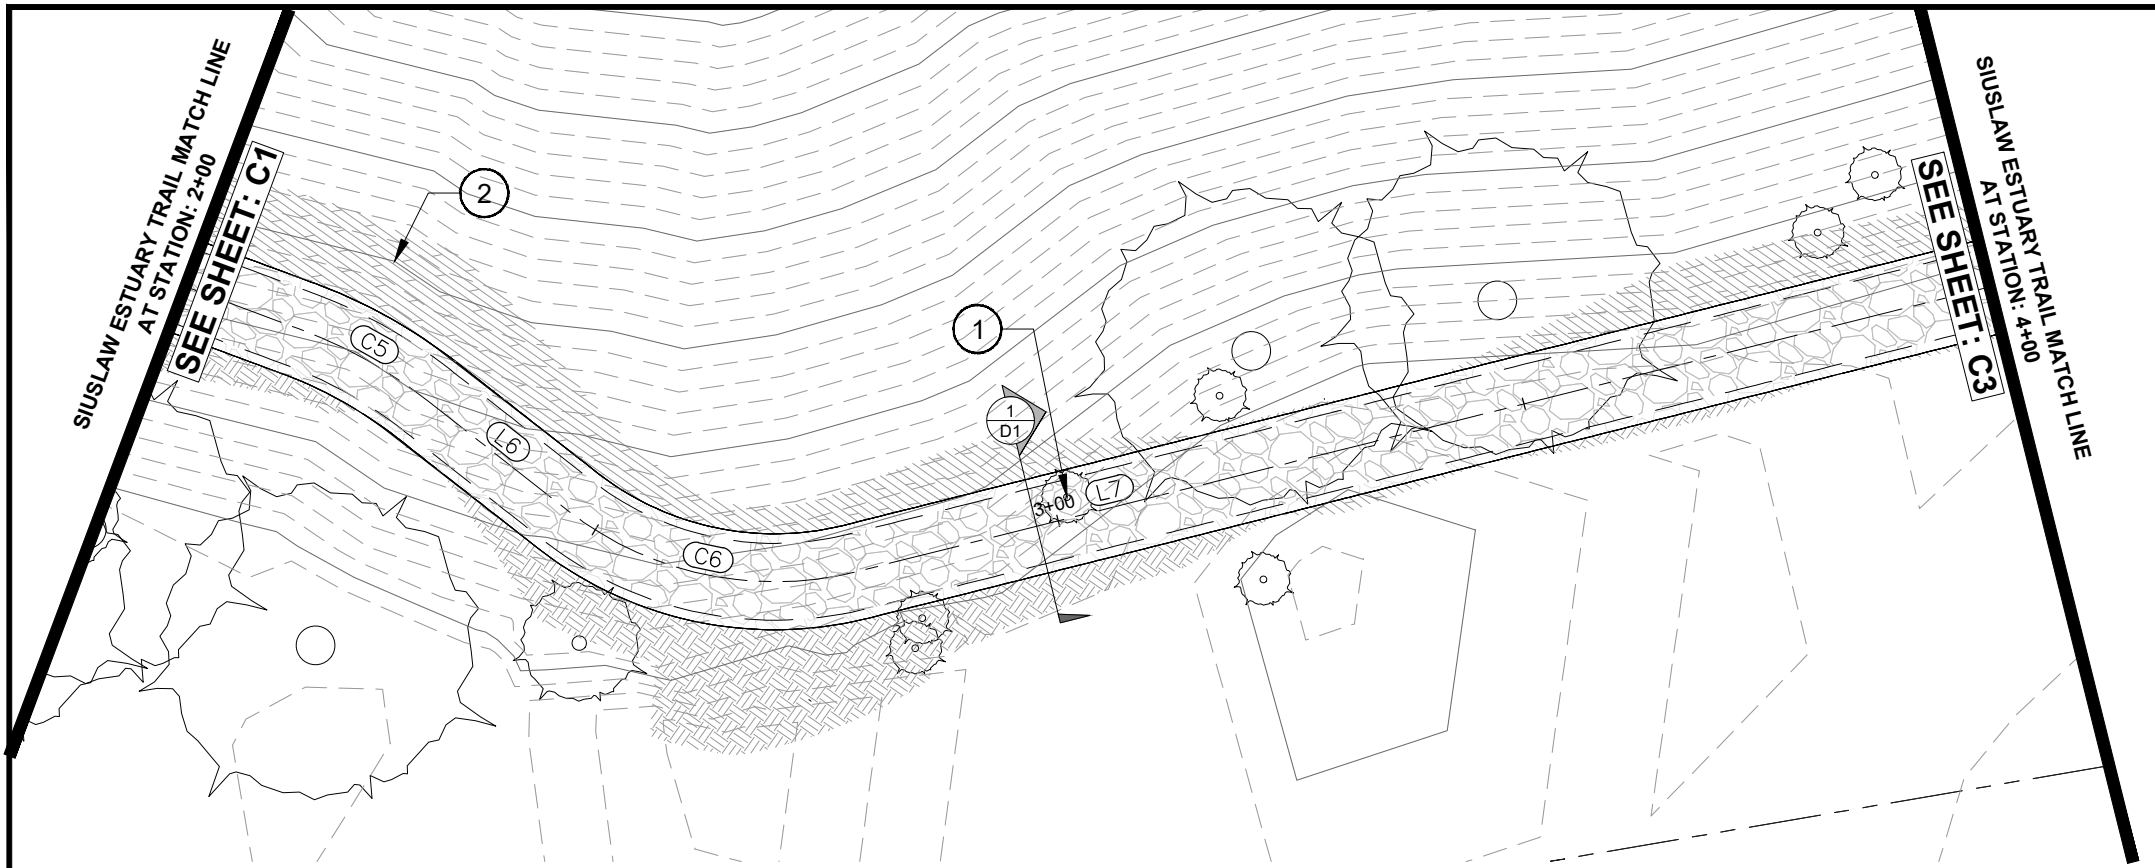 SIUSLAW ESTUARY TRAIL MATCH LINE
AT STATION: 2+00
SEE SHEET: C1
2
C5
L6
C6
1
1
D1
3+00
L7
SEE SHEET: C3
AT STATION: 4+00
SIUSLAW ESTUARY TRAIL MATCH LINE